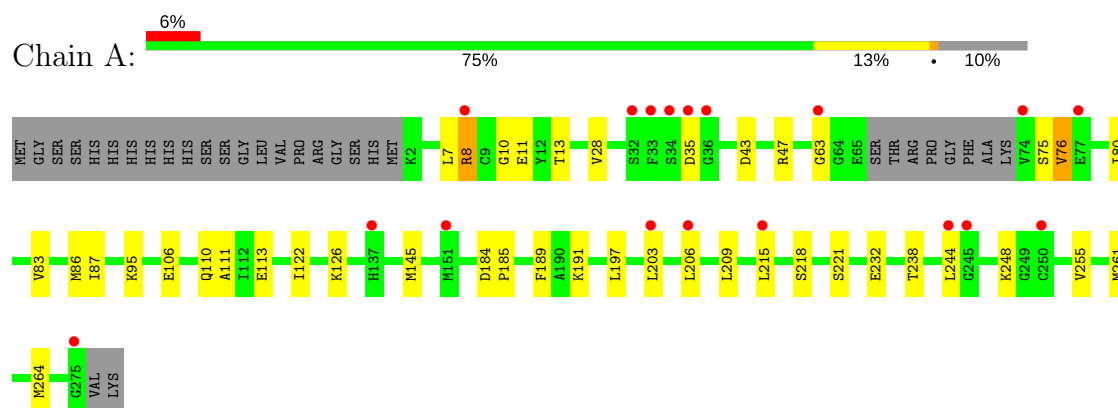 6%
Chain A:
75% 13% • 10%
MET GLY SER SER HIS HIS HIS HIS HIS HIS SER SER GLY LEU VAL PRO ARG GLY SER HIS MET K2 L7 R8 C9 G10 E11 Y12 T13 V28 S32 F33 S34 D35 G36 D43 R47 G63 G64 E65 SER THR ARG PRO GLY PHE ALA LYS V74 S75 V76 E77
V83 M86 I87 K95 E106 Q110 A111 I112 E113 I122 K126 H137 M145 M151 D184 P185 F189 A190 K191 L197 L203 L206 L209 L215 S218 S221 E232 T238 L244 G245 K248 G249 C250 V255
M264 G275 VAL LYS